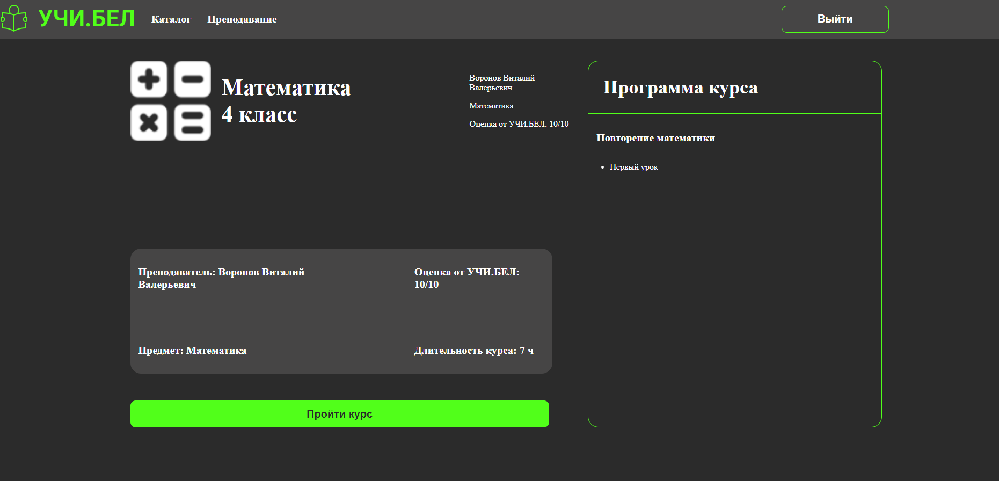 УЧИ.БЕЛ
Каталог
Преподавание
Выйти
Математика
4 класс
Воронов Виталий
Валерьевич
Математика
Оценка от УЧИ.БЕЛ: 10/10
Программа курса
Повторение математики
Первый урок
Преподаватель: Воронов Виталий
Валерьевич
Оценка от УЧИ.БЕЛ:
10/10
Предмет: Математика
Длительность курса: 7 ч
Пройти курс